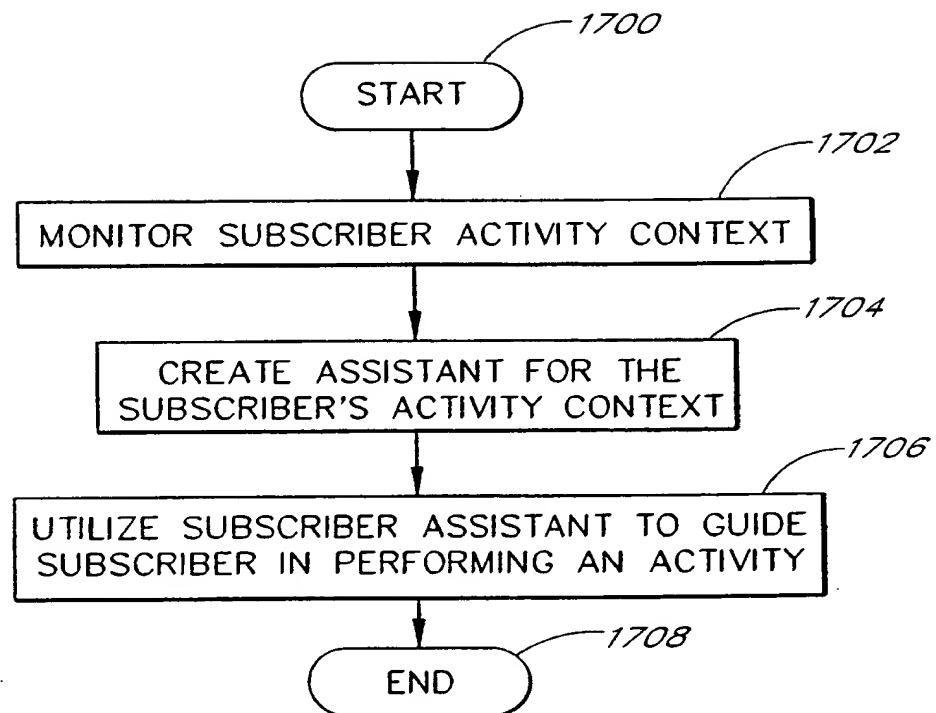 1700
START
1702
MONITOR SUBSCRIBER ACTIVITY CONTEXT
1704
CREATE ASSISTANT FOR THE
SUBSCRIBER'S ACTIVITY CONTEXT
1706
UTILIZE SUBSCRIBER ASSISTANT TO GUIDE
SUBSCRIBER IN PERFORMING AN ACTIVITY
1708
END